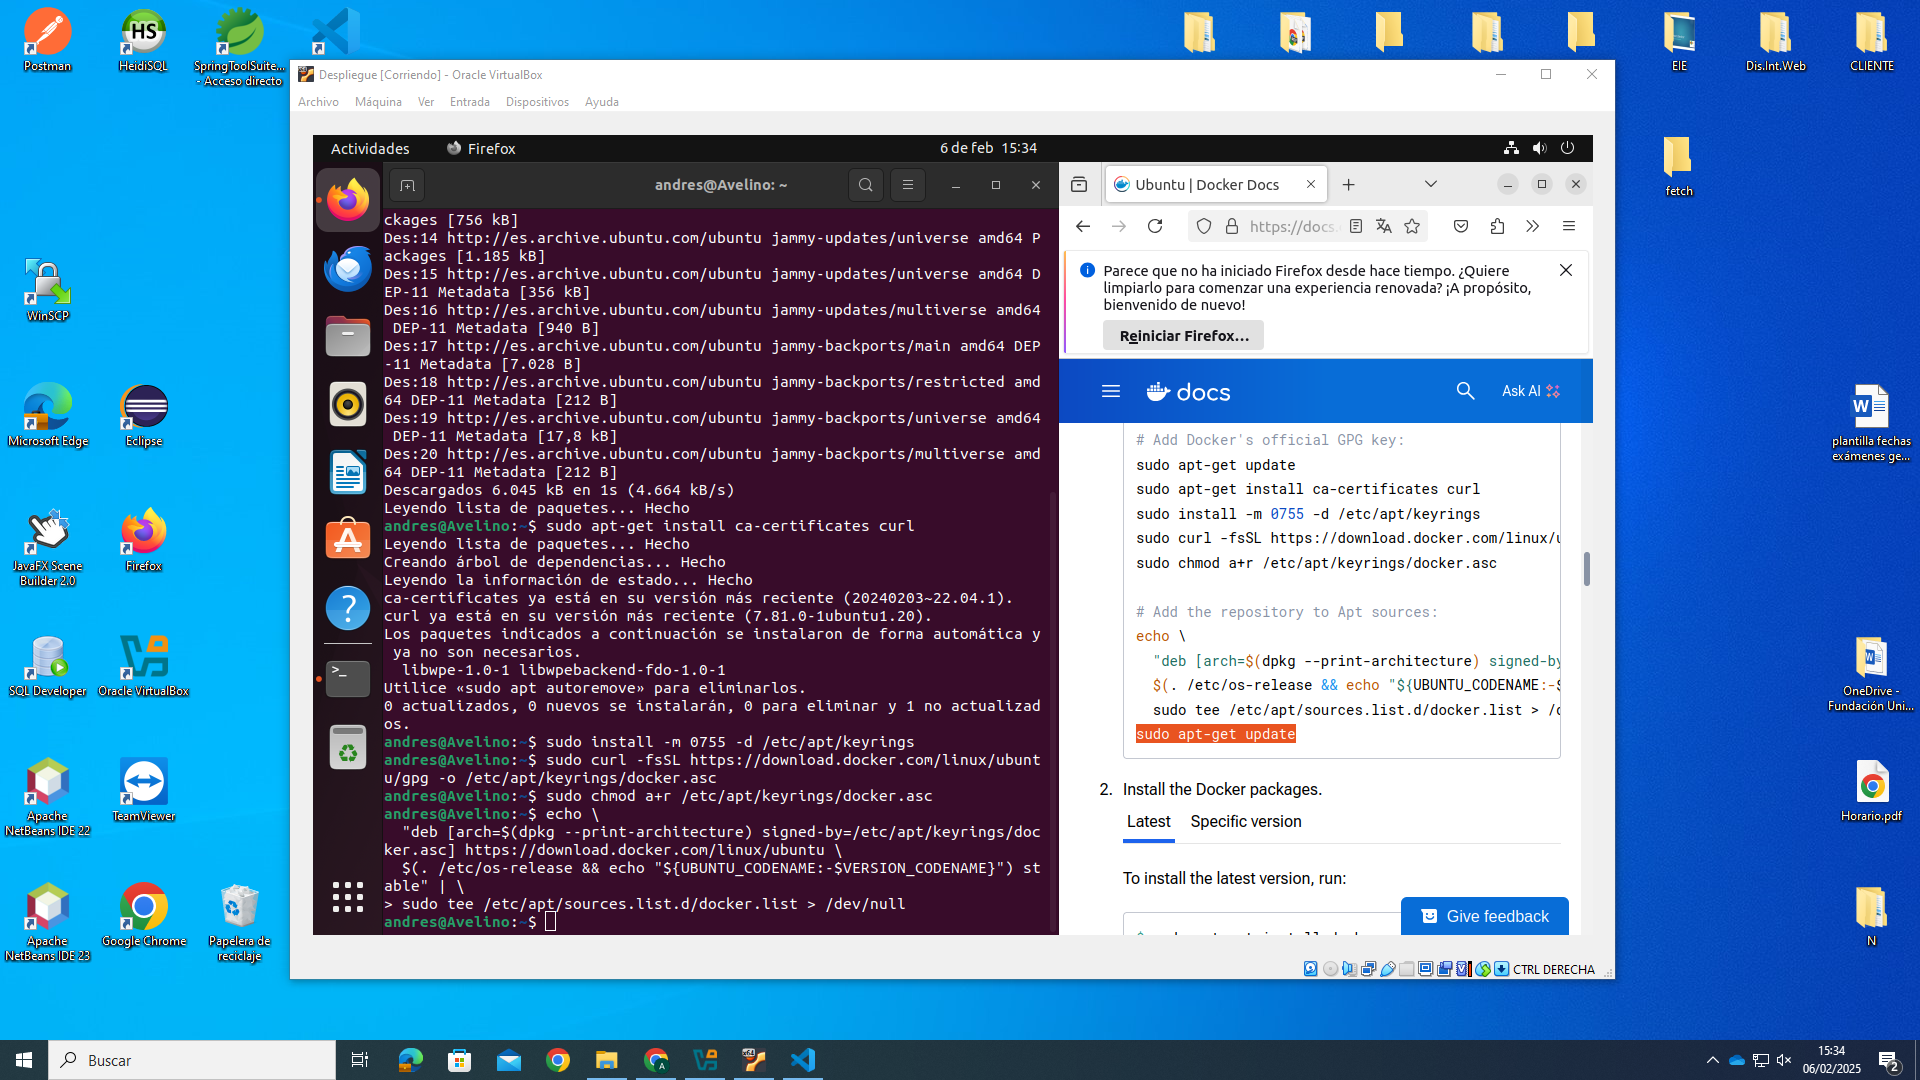 Postman
HeidiSQL
SpringToolSuite...
- Acceso directo
EIE
Dis.Int.Web
CLIENTE
fetch
WinSCP
Microsoft Edge
Eclipse
plantilla fechas
exámenes ge...
JavaFX Scene
Builder 2.0
Firefox
SQL Developer
Oracle VirtualBox
OneDrive -
Fundación Uni...
Apache
NetBeans IDE 22
TeamViewer
Horario.pdf
Apache
NetBeans IDE 23
Google Chrome
Papelera de
reciclaje
N
Despliegue [Corriendo] - Oracle VirtualBox
Archivo Máquina Ver Entrada Dispositivos Ayuda
Actividades Firefox 6 de feb 15:34
andres@Avelino: ~
ckages [756 kB]
Des:14 http://es.archive.ubuntu.com/ubuntu jammy-updates/universe amd64 P
ackages [1.185 kB]
Des:15 http://es.archive.ubuntu.com/ubuntu jammy-updates/universe amd64 D
EP-11 Metadata [356 kB]
Des:16 http://es.archive.ubuntu.com/ubuntu jammy-updates/multiverse amd64
 DEP-11 Metadata [940 B]
Des:17 http://es.archive.ubuntu.com/ubuntu jammy-backports/main amd64 DEP
-11 Metadata [7.028 B]
Des:18 http://es.archive.ubuntu.com/ubuntu jammy-backports/restricted amd
64 DEP-11 Metadata [212 B]
Des:19 http://es.archive.ubuntu.com/ubuntu jammy-backports/universe amd64
 DEP-11 Metadata [17,8 kB]
Des:20 http://es.archive.ubuntu.com/ubuntu jammy-backports/multiverse amd
64 DEP-11 Metadata [212 B]
Descargados 6.045 kB en 1s (4.664 kB/s)
Leyendo lista de paquetes... Hecho
andres@Avelino:~$ sudo apt-get install ca-certificates curl
Leyendo lista de paquetes... Hecho
Creando árbol de dependencias... Hecho
Leyendo la información de estado... Hecho
ca-certificates ya está en su versión más reciente (20240203~22.04.1).
curl ya está en su versión más reciente (7.81.0-1ubuntu1.20).
Los paquetes indicados a continuación se instalaron de forma automática y
 ya no son necesarios.
  libwpe-1.0-1 libwpebackend-fdo-1.0-1
Utilice «sudo apt autoremove» para eliminarlos.
0 actualizados, 0 nuevos se instalarán, 0 para eliminar y 1 no actualizad
os.
andres@Avelino:~$ sudo install -m 0755 -d /etc/apt/keyrings
andres@Avelino:~$ sudo curl -fsSL https://download.docker.com/linux/ubunt
u/gpg -o /etc/apt/keyrings/docker.asc
andres@Avelino:~$ sudo chmod a+r /etc/apt/keyrings/docker.asc
andres@Avelino:~$ echo \
  "deb [arch=$(dpkg --print-architecture) signed-by=/etc/apt/keyrings/doc
ker.asc] https://download.docker.com/linux/ubuntu \
  $(. /etc/os-release && echo "${UBUNTU_CODENAME:-$VERSION_CODENAME}") st
able" | \
> sudo tee /etc/apt/sources.list.d/docker.list > /dev/null
andres@Avelino:~$
Ubuntu | Docker Docs
https://docs.
Parece que no ha iniciado Firefox desde hace tiempo. ¿Quiere
limpiarlo para comenzar una experiencia renovada? ¡A propósito,
bienvenido de nuevo!
Reiniciar Firefox...
docs Ask AI
# Add Docker's official GPG key:
sudo apt-get update
sudo apt-get install ca-certificates curl
sudo install -m 0755 -d /etc/apt/keyrings
sudo curl -fsSL https://download.docker.com/linux/u
sudo chmod a+r /etc/apt/keyrings/docker.asc
# Add the repository to Apt sources:
echo \
  "deb [arch=$(dpkg --print-architecture) signed-by
  $(. /etc/os-release && echo "${UBUNTU_CODENAME:-$
  sudo tee /etc/apt/sources.list.d/docker.list > /d
sudo apt-get update
2. Install the Docker packages.
Latest Specific version
To install the latest version, run:
Give feedback
CTRL DERECHA
Buscar
15:34
06/02/2025
2